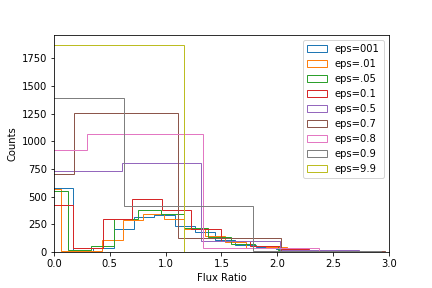 1750
1500
1250
1000
750
500
250
0
Counts
0.0 0.5 1.0 1.5 2.0 2.5 3.0
Flux Ratio
eps=001
eps=.01
eps=.05
eps=0.1
eps=0.5
eps=0.7
eps=0.8
eps=0.9
eps=9.9